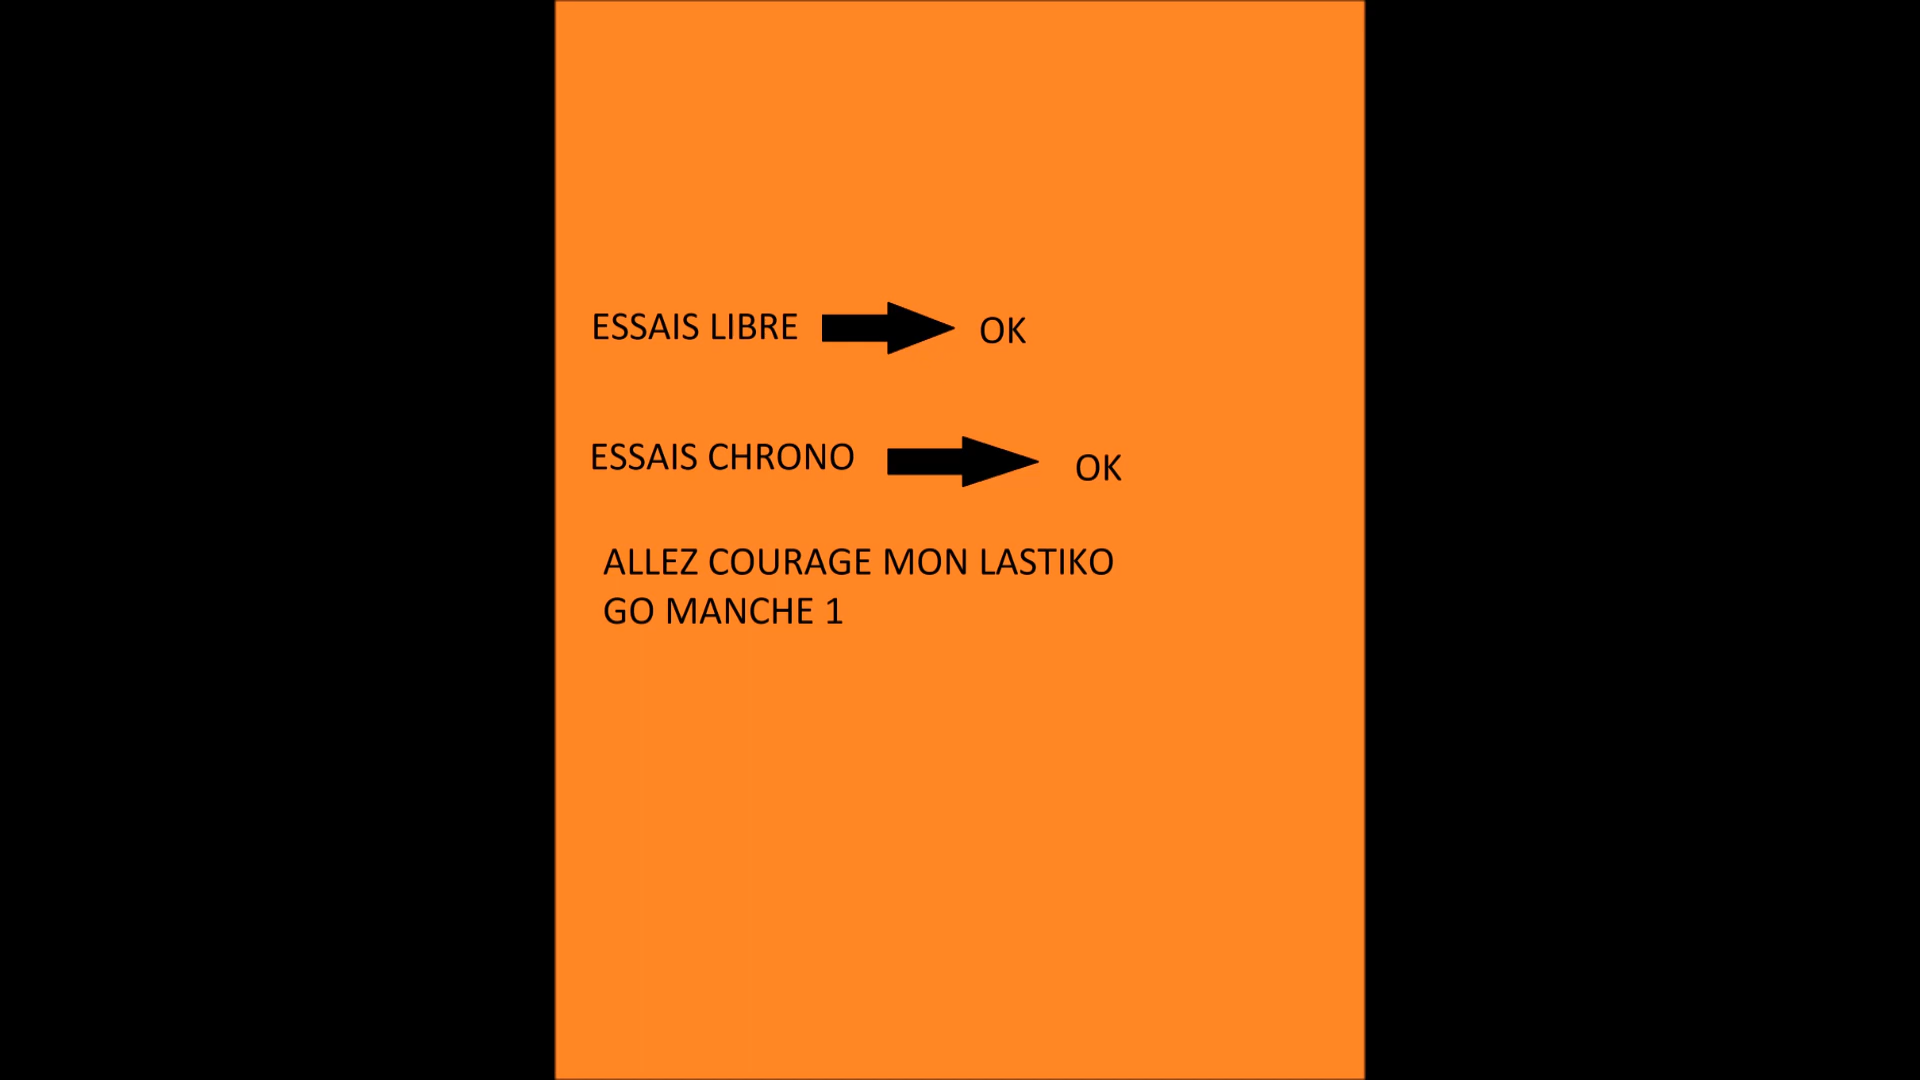 ESSAIS LIBRE OK
ESSAIS CHRONO OK
ALLEZ COURAGE MON LASTIKO
GO MANCHE 1